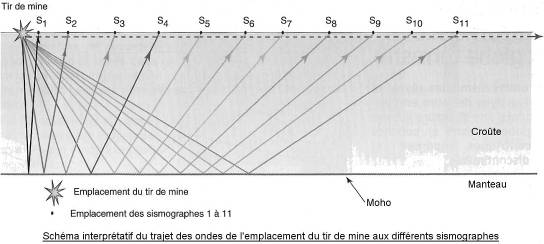 Tir de mine
S1 S2 S3 S4 S5 S6 S7 S8 S9 S10 S11
Croûte
Manteau
Moho
Emplacement du tir de mine
Emplacement des sismographes 1 à 11
Schéma interprétatif du trajet des ondes de l'emplacement du tir de mine aux différents sismographes